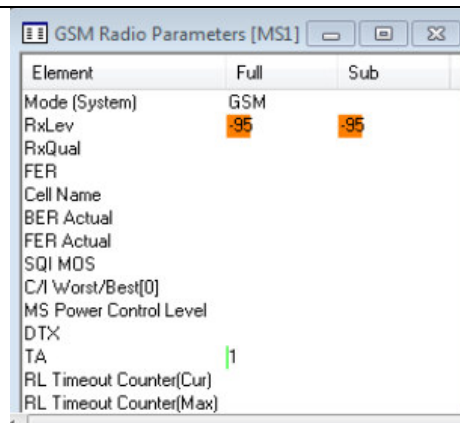 GSM Radio Parameters [MS1]
Element Full Sub
Mode (System) GSM
RxLev -95 -95
RxQual
FER
Cell Name
BER Actual
FER Actual
SQI MOS
C/I Worst/Best[0]
MS Power Control Level
DTX
TA 1
RL Timeout Counter(Cur)
RL Timeout Counter(Max)